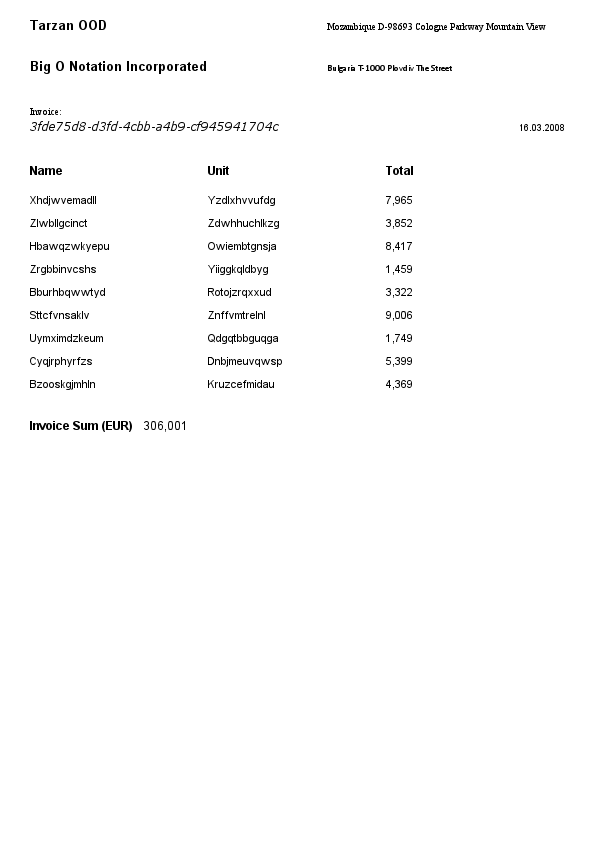 Tarzan OOD Mozambique D-98693 Cologne Parkway Mountain View
Big O Notation Incorporated Bulgaria T-1000 Plovdiv The Street
Invoice:
3fde75d8-d3fd-4cbb-a4b9-cf945941704c 16.03.2008
Name Unit Total
Xhdjwvemadll Yzdlxhvvufdg 7,965
Zlwbllgcinct Zdwhhuchlkzg 3,852
Hbawqzwkyepu Owiembtgnsja 8,417
Zrgbbinvcshs Yiiggkqldbyg 1,459
Bburhbqwwtyd Rotojzrqxxud 3,322
Sttcfvnsaklv Znffvmtrelnl 9,006
Uymximdzkeum Qdgqtbbguqga 1,749
Cyqjrphyrfzs Dnbjmeuvqwsp 5,399
Bzooskgjmhln Kruzcefmidau 4,369
Invoice Sum (EUR) 306,001